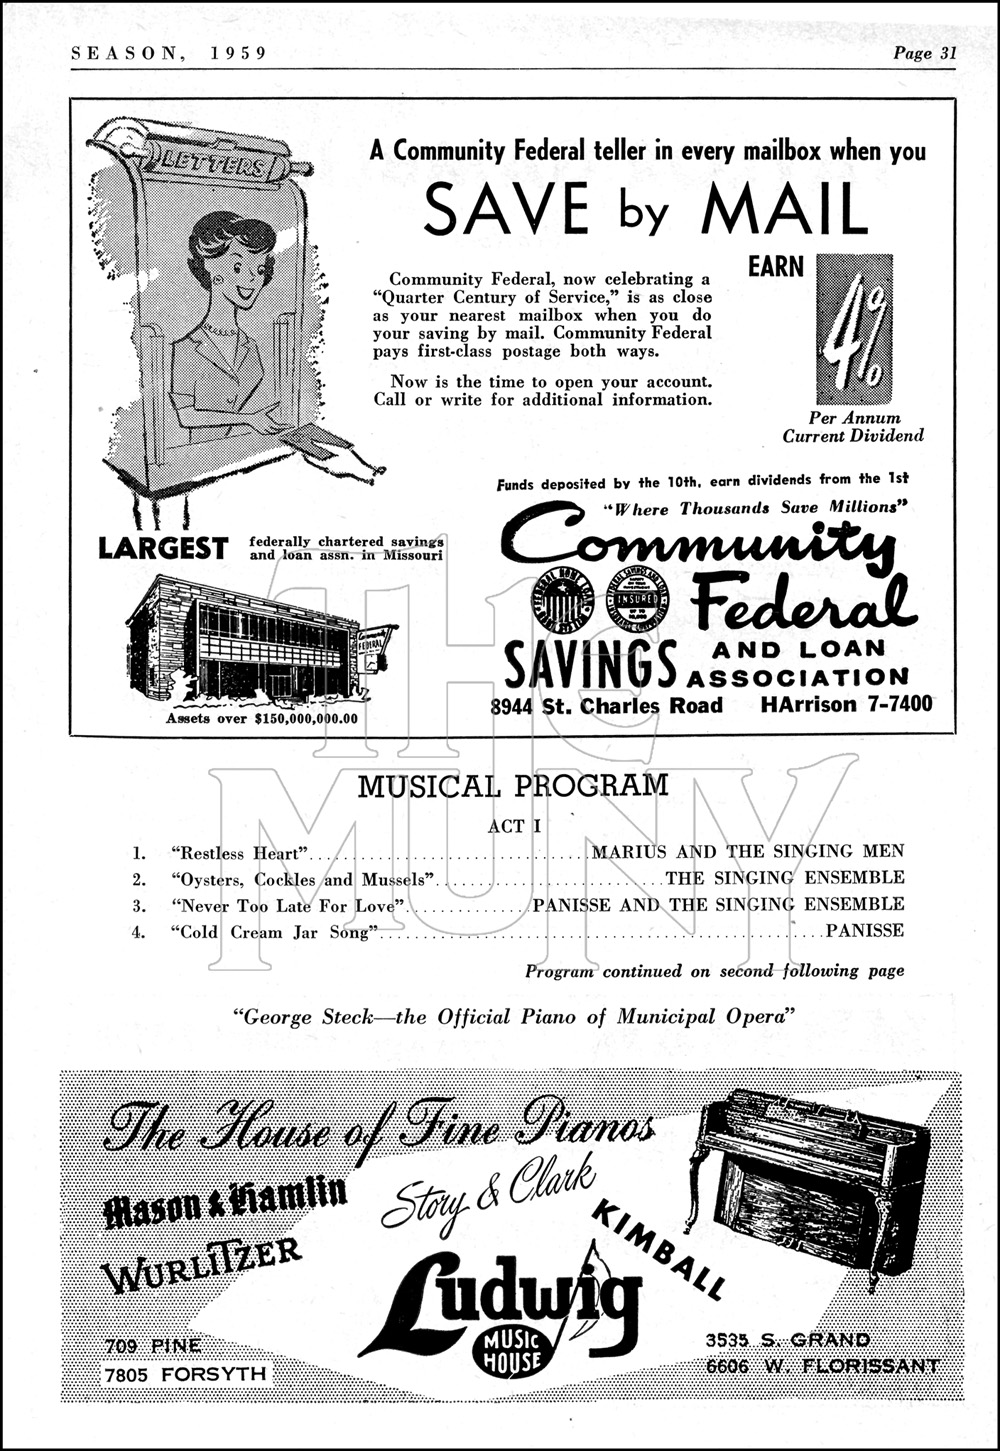 SEASON, 1959
Page 31
LETTERS
A Community Federal teller in every mailbox when you
SAVE by MAIL
Community Federal, now celebrating a
“Quarter Century of Service,” is as close
as your nearest mailbox when you do
your saving by mail. Community Federal
pays first-class postage both ways.
Now is the time to open your account.
Call or write for additional information.
EARN
4%
Per Annum
Current Dividend
Funds deposited by the 10th, earn dividends from the 1st
“Where Thousands Save Millions”
LARGEST
federally chartered savings
and loan assn. in Missouri
Community
FEDERAL
Assets over $150,000,000.00
Community
Federal
FEDERAL HOME LOAN
INSURED
SAVINGS
AND LOAN
ASSOCIATION
8944 St. Charles Road HArrison 7-7400
THE
MUNY
MUSICAL PROGRAM
ACT I
1. “Restless Heart”................................MARIUS AND THE SINGING MEN
2. “Oysters, Cockles and Mussels”..........................THE SINGING ENSEMBLE
3. “Never Too Late For Love”..............PANISSE AND THE SINGING ENSEMBLE
4. “Cold Cream Jar Song”..................................................PANISSE
Program continued on second following page
“George Steck—the Official Piano of Municipal Opera”
The House of Fine Pianos
Mason & Hamlin
Story & Clark
WURLITZER
KIMBALL
Ludwig
MUSIC
HOUSE
709 PINE
7805 FORSYTH
3535 S. GRAND
6606 W. FLORISSANT